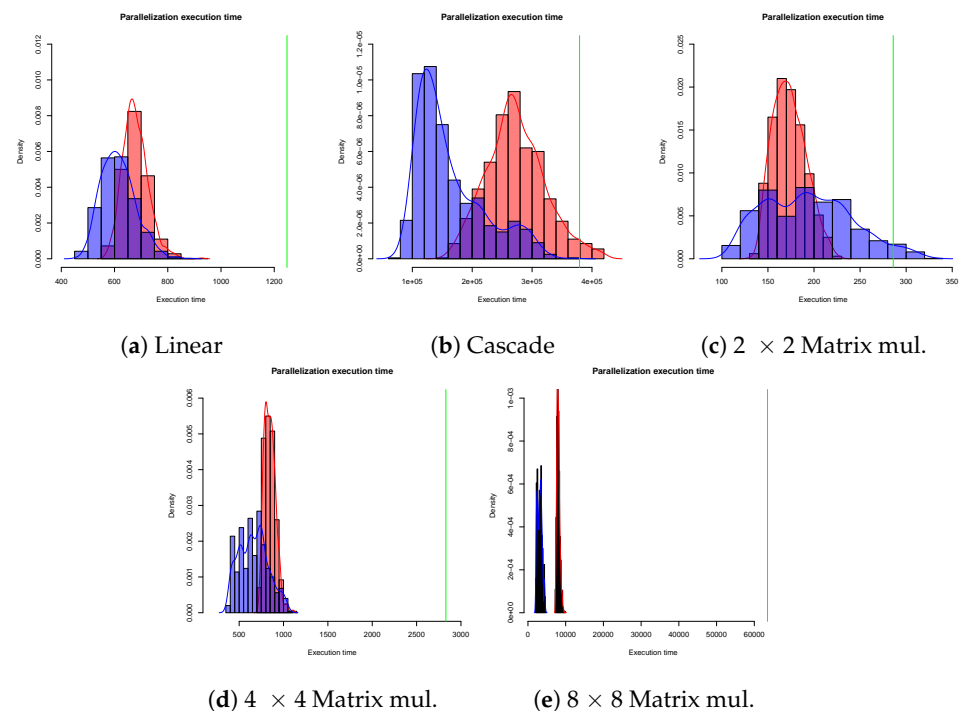 Parallelization execution time
Density
0.000 0.002 0.004 0.006 0.008 0.010 0.012
400 600 800 1000 1200
Execution time
(a) Linear
Parallelization execution time
Density
0.0e+00 2.0e-06 4.0e-06 6.0e-06 8.0e-06 1.0e-05 1.2e-05
1e+05 2e+05 3e+05 4e+05
Execution time
(b) Cascade
Parallelization execution time
Density
0.000 0.005 0.010 0.015 0.020 0.025
100 150 200 250 300 350
Execution time
(c) 2 × 2 Matrix mul.
Parallelization execution time
Density
0.000 0.001 0.002 0.003 0.004 0.005 0.006
500 1000 1500 2000 2500 3000
Execution time
(d) 4 × 4 Matrix mul.
Parallelization execution time
Density
0e+00 2e-04 4e-04 6e-04 8e-04 1e-03
0 10000 20000 30000 40000 50000 60000
Execution time
(e) 8 × 8 Matrix mul.